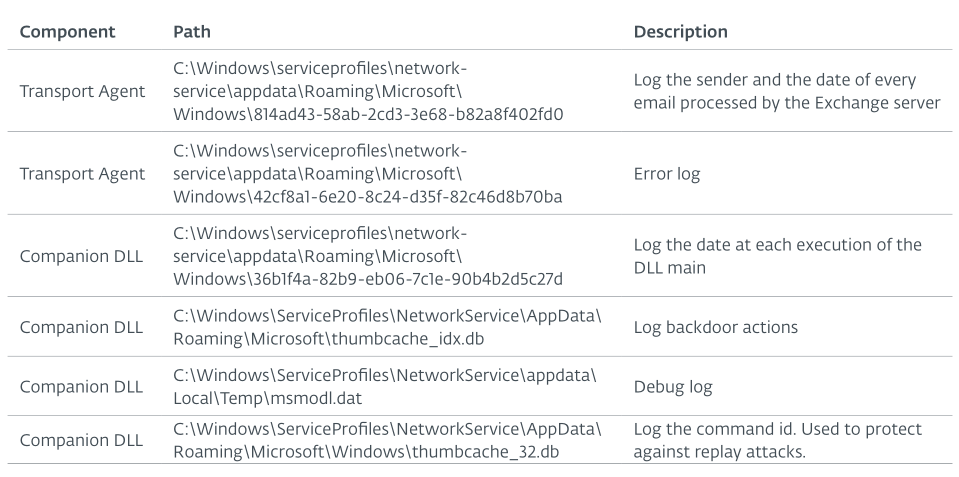 Component Path Description
Transport Agent
C:\Windows\serviceprofiles\network-
service\appdata\Roaming\Microsoft\
Windows\814ad43-58ab-2cd3-3e68-b82a8f402fd0
Log the sender and the date of every
email processed by the Exchange server
Transport Agent
C:\Windows\serviceprofiles\network-
service\appdata\Roaming\Microsoft\
Windows\42cf8a1-6e20-8c24-d35f-82c46d8b70ba
Error log
Companion DLL
C:\Windows\serviceprofiles\network-
service\appdata\Roaming\Microsoft\
Windows\36b1f4a-82b9-eb06-7c1e-90b4b2d5c27d
Log the date at each execution of the
DLL main
Companion DLL
C:\Windows\ServiceProfiles\NetworkService\AppData\
Roaming\Microsoft\thumbcache_idx.db
Log backdoor actions
Companion DLL
C:\Windows\ServiceProfiles\NetworkService\appdata\
Local\Temp\msmodl.dat
Debug log
Companion DLL
C:\Windows\ServiceProfiles\NetworkService\AppData\
Roaming\Microsoft\Windows\thumbcache_32.db
Log the command id. Used to protect
against replay attacks.